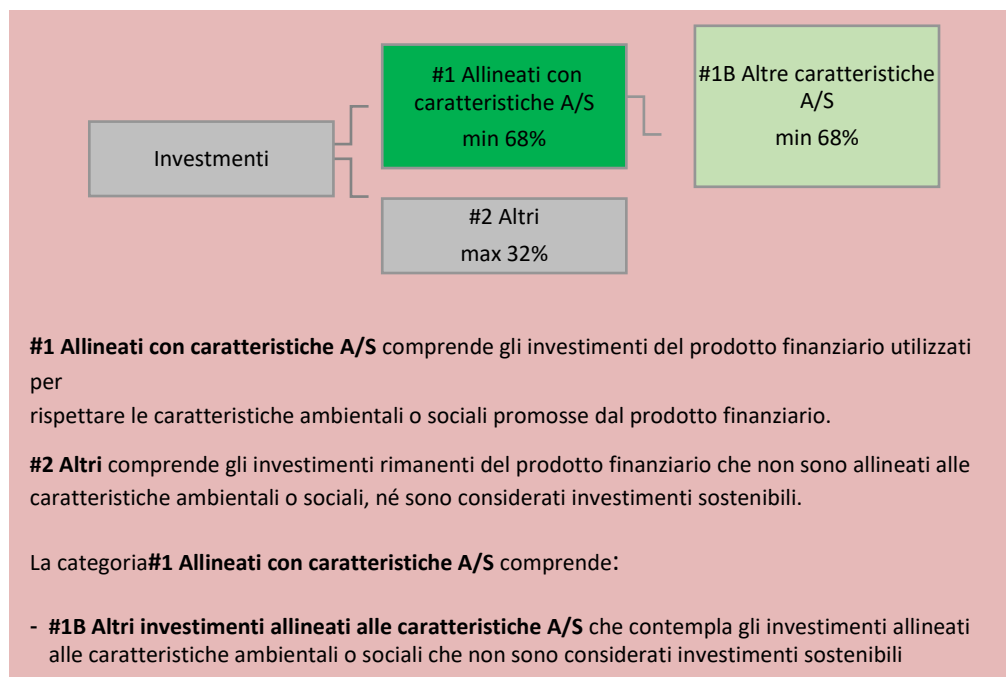 #1 Allineati con
caratteristiche A/S
min 68%
#1B Altre caratteristiche
A/S
min 68%
Investmenti
#2 Altri
max 32%
#1 Allineati con caratteristiche A/S comprende gli investimenti del prodotto finanziario utilizzati
per
rispettare le caratteristiche ambientali o sociali promosse dal prodotto finanziario.
#2 Altri comprende gli investimenti rimanenti del prodotto finanziario che non sono allineati alle
caratteristiche ambientali o sociali, né sono considerati investimenti sostenibili.
La categoria#1 Allineati con caratteristiche A/S comprende:
- #1B Altri investimenti allineati alle caratteristiche A/S che contempla gli investimenti allineati
alle caratteristiche ambientali o sociali che non sono considerati investimenti sostenibili